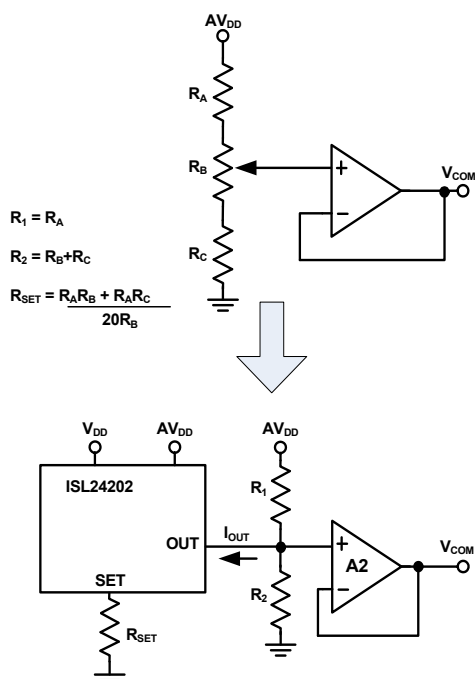 AVDD
RA
RB
+
−
VCOM
RC
R1 = RA
R2 = RB+RC
RSET = RARB + RARC
20RB
VDD
AVDD
AVDD
ISL24202
R1
OUT
IOUT
+
A2
−
VCOM
SET
R2
RSET